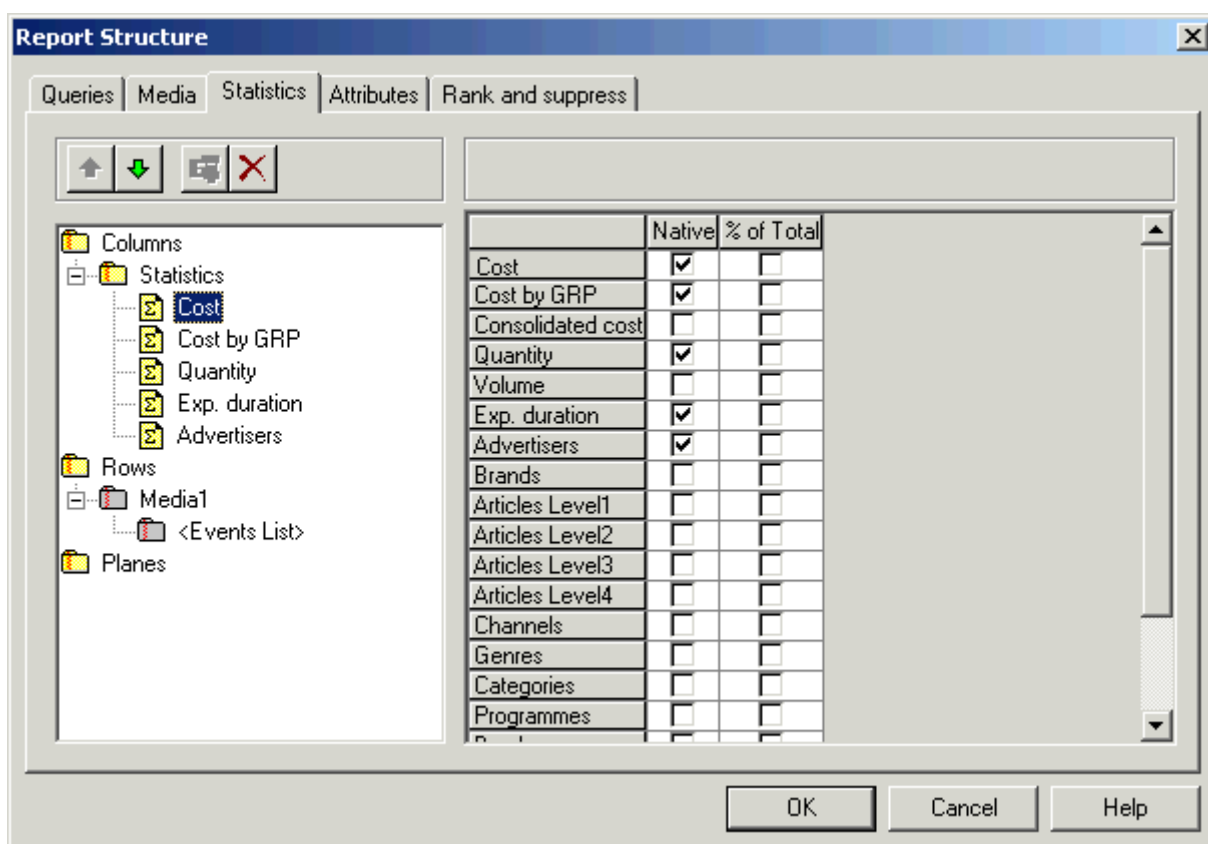 Report Structure
Queries Media Statistics Attributes Rank and suppress
Columns
Statistics
Cost
Cost by GRP
Quantity
Exp. duration
Advertisers
Rows
Media1
<Events List>
Planes
Native % of Total
Cost
Cost by GRP
Consolidated cost
Quantity
Volume
Exp. duration
Advertisers
Brands
Articles Level1
Articles Level2
Articles Level3
Articles Level4
Channels
Genres
Categories
Programmes
OK Cancel Help